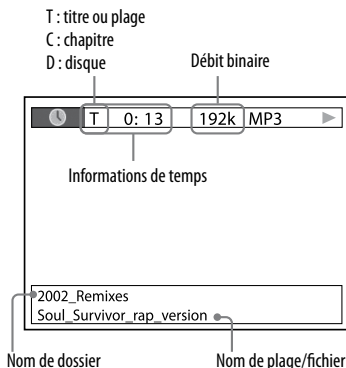 T : titre ou plage
C : chapitre
D : disque
Débit binaire
T 0: 13 192k MP3
Informations de temps
2002_Remixes
Soul_Survivor_rap_version
Nom de dossier
Nom de plage/fichier